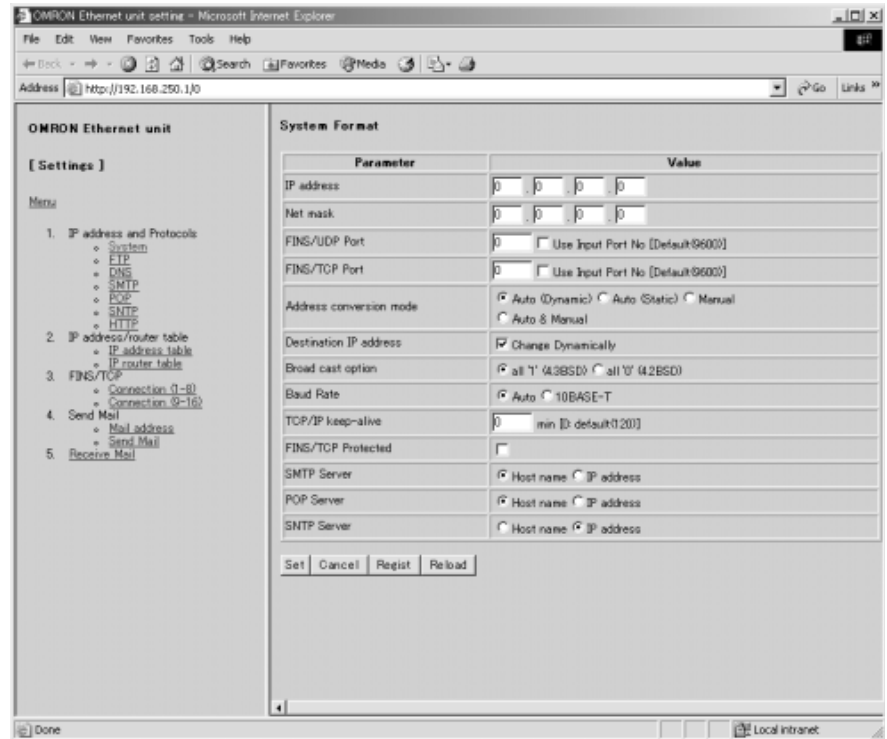 OMRON Ethernet unit setting - Microsoft Internet Explorer
File Edit View Favorites Tools Help
Back Search Favorites Media
Address http://192.168.250.1/0 Go Links »
OMRON Ethernet unit
[ Settings ]
Menu
1. IP address and Protocols
System
FTP
DNS
SMTP
POP
SNTP
HTTP
2. IP address/router table
IP address table
IP router table
3. FINS/TCP
Connection (1-8)
Connection (9-16)
4. Send Mail
Mail address
Send Mail
5. Receive Mail
System Format
Parameter Value
IP address 0 . 0 . 0 . 0
Net mask 0 . 0 . 0 . 0
FINS/UDP Port 0 Use Input Port No [Default(9600)]
FINS/TCP Port 0 Use Input Port No [Default(9600)]
Address conversion mode Auto (Dynamic) Auto (Static) Manual
Auto & Manual
Destination IP address Change Dynamically
Broad cast option all '1' (4.3BSD) all '0' (4.2BSD)
Baud Rate Auto 10BASE-T
TCP/IP keep-alive 0 min [0: default(120)]
FINS/TCP Protected
SMTP Server Host name IP address
POP Server Host name IP address
SNTP Server Host name IP address
Set Cancel Regist Reload
Done Local intranet